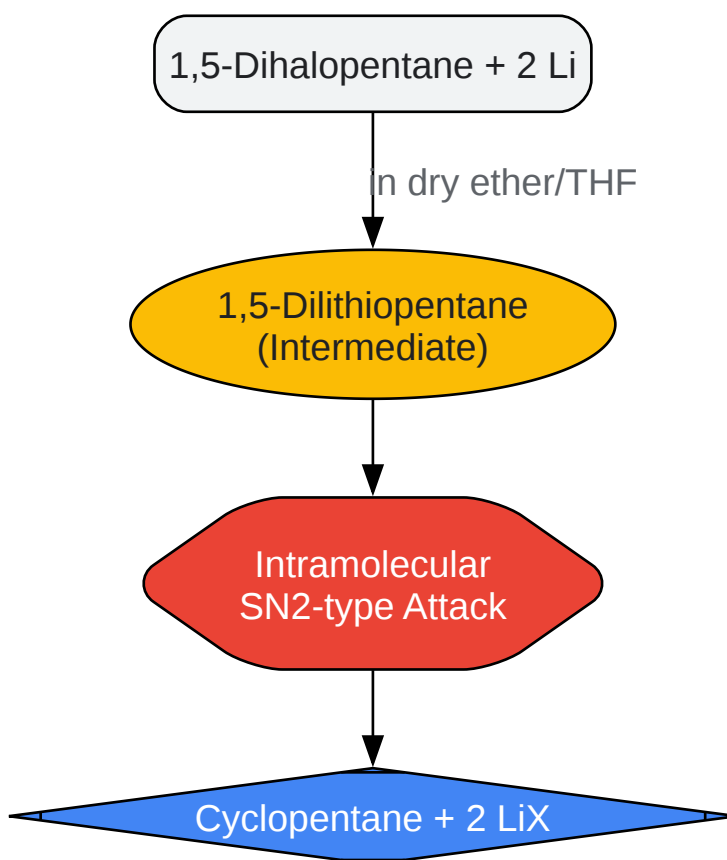 1,5-Dihalopentane + 2 Li
in dry ether/THF
1,5-Dilithiopentane
(Intermediate)
Intramolecular
SN2-type Attack
Cyclopentane + 2 LiX